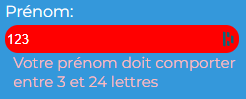 Prénom:
123
Votre prénom doit comporter
entre 3 et 24 lettres